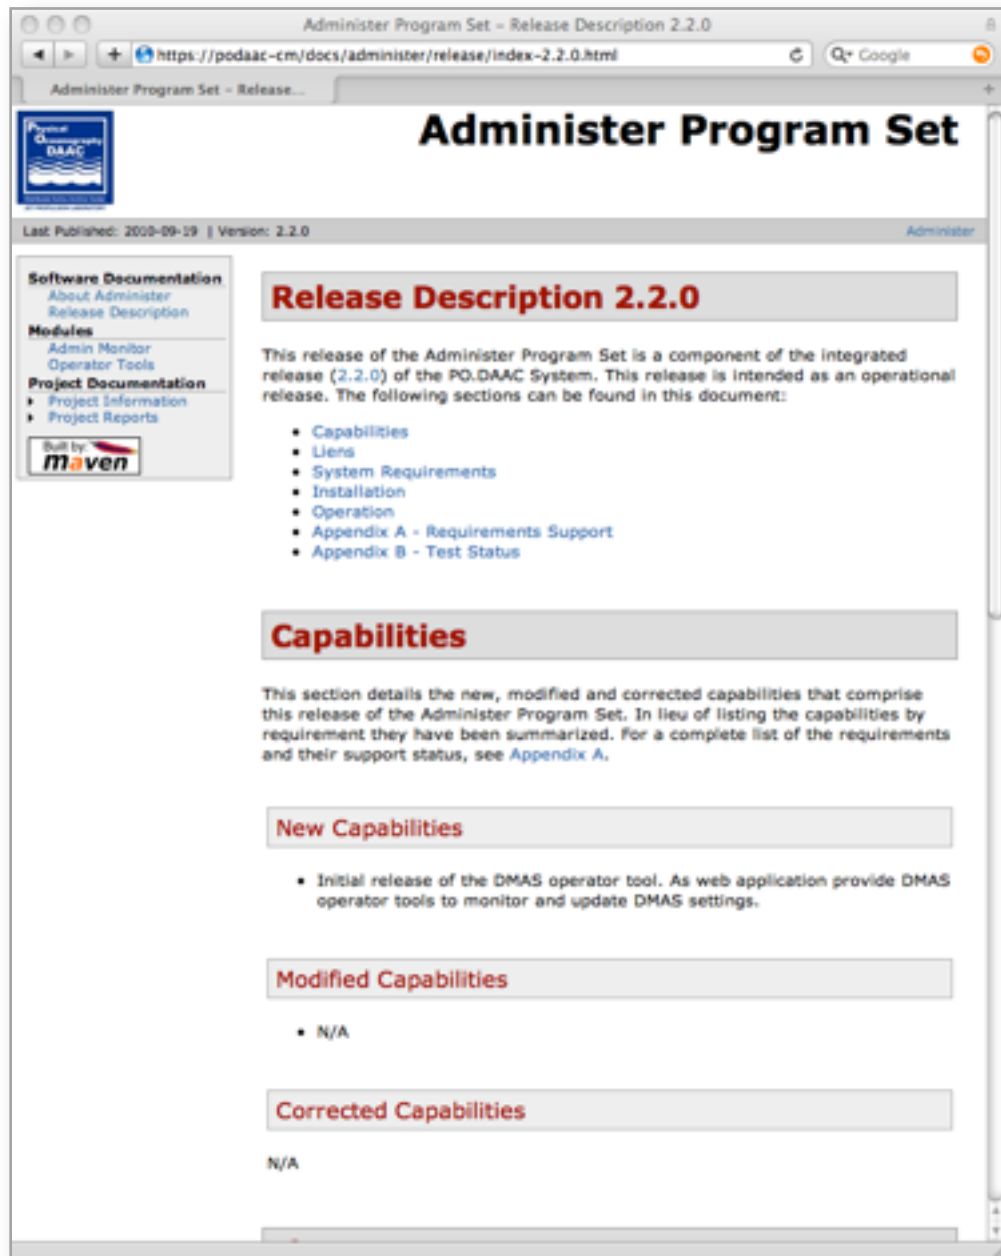 Administer Program Set – Release Description 2.2.0
https://podaac-cm/docs/administer/release/index-2.2.0.html
Google
Administer Program Set – Release...
Physical
Oceanography
DAAC
Administer Program Set
Last Published: 2010-09-19 | Version: 2.2.0
Administer
Software Documentation
About Administer
Release Description
Modules
Admin Monitor
Operator Tools
Project Documentation
Project Information
Project Reports
Built by:
maven
Release Description 2.2.0
This release of the Administer Program Set is a component of the integrated
release (2.2.0) of the PO.DAAC System. This release is intended as an operational
release. The following sections can be found in this document:
• Capabilities
• Liens
• System Requirements
• Installation
• Operation
• Appendix A - Requirements Support
• Appendix B - Test Status
Capabilities
This section details the new, modified and corrected capabilities that comprise
this release of the Administer Program Set. In lieu of listing the capabilities by
requirement they have been summarized. For a complete list of the requirements
and their support status, see Appendix A.
New Capabilities
• Initial release of the DMAS operator tool. As web application provide DMAS
operator tools to monitor and update DMAS settings.
Modified Capabilities
• N/A
Corrected Capabilities
N/A